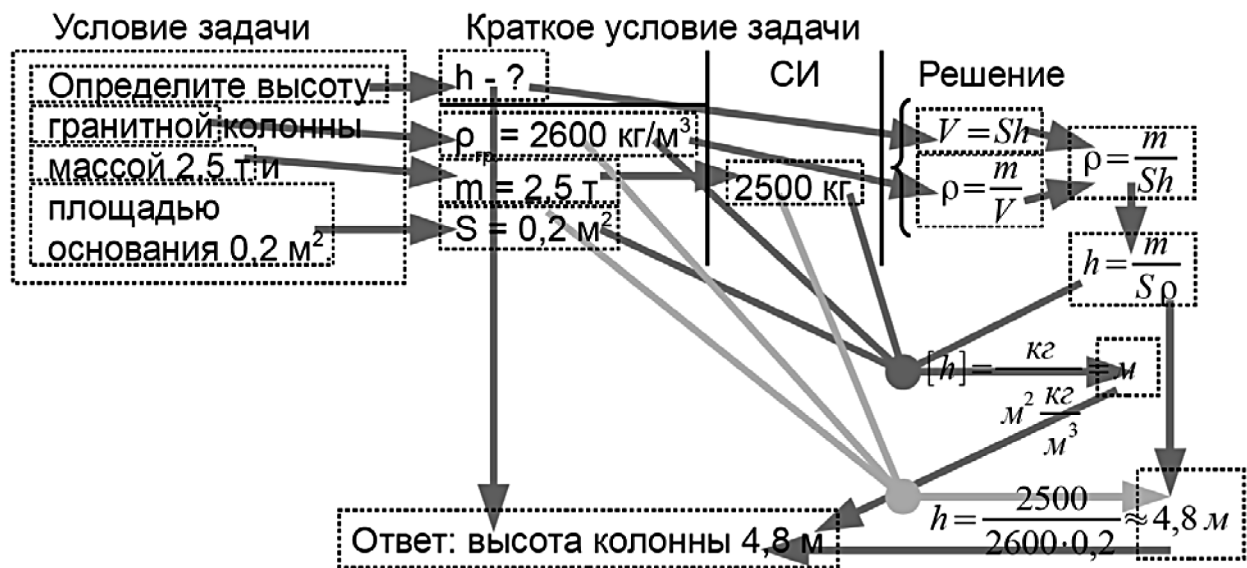 Условие задачи
Краткое условие задачи
Определите высоту
гранитной колонны
массой 2,5 т и
площадью
основания 0,2 м²
h - ?
ρгр. = 2600 кг/м³
m = 2,5 т
S = 0,2 м²
СИ
2500 кг
Решение
V = Sh
ρ = m/V
ρ = m/Sh
h = m/Sρ
[h] = кг/(м² кг/м³) = м
h = 2500/(2600·0,2) ≈ 4,8 м
Ответ: высота колонны 4,8 м